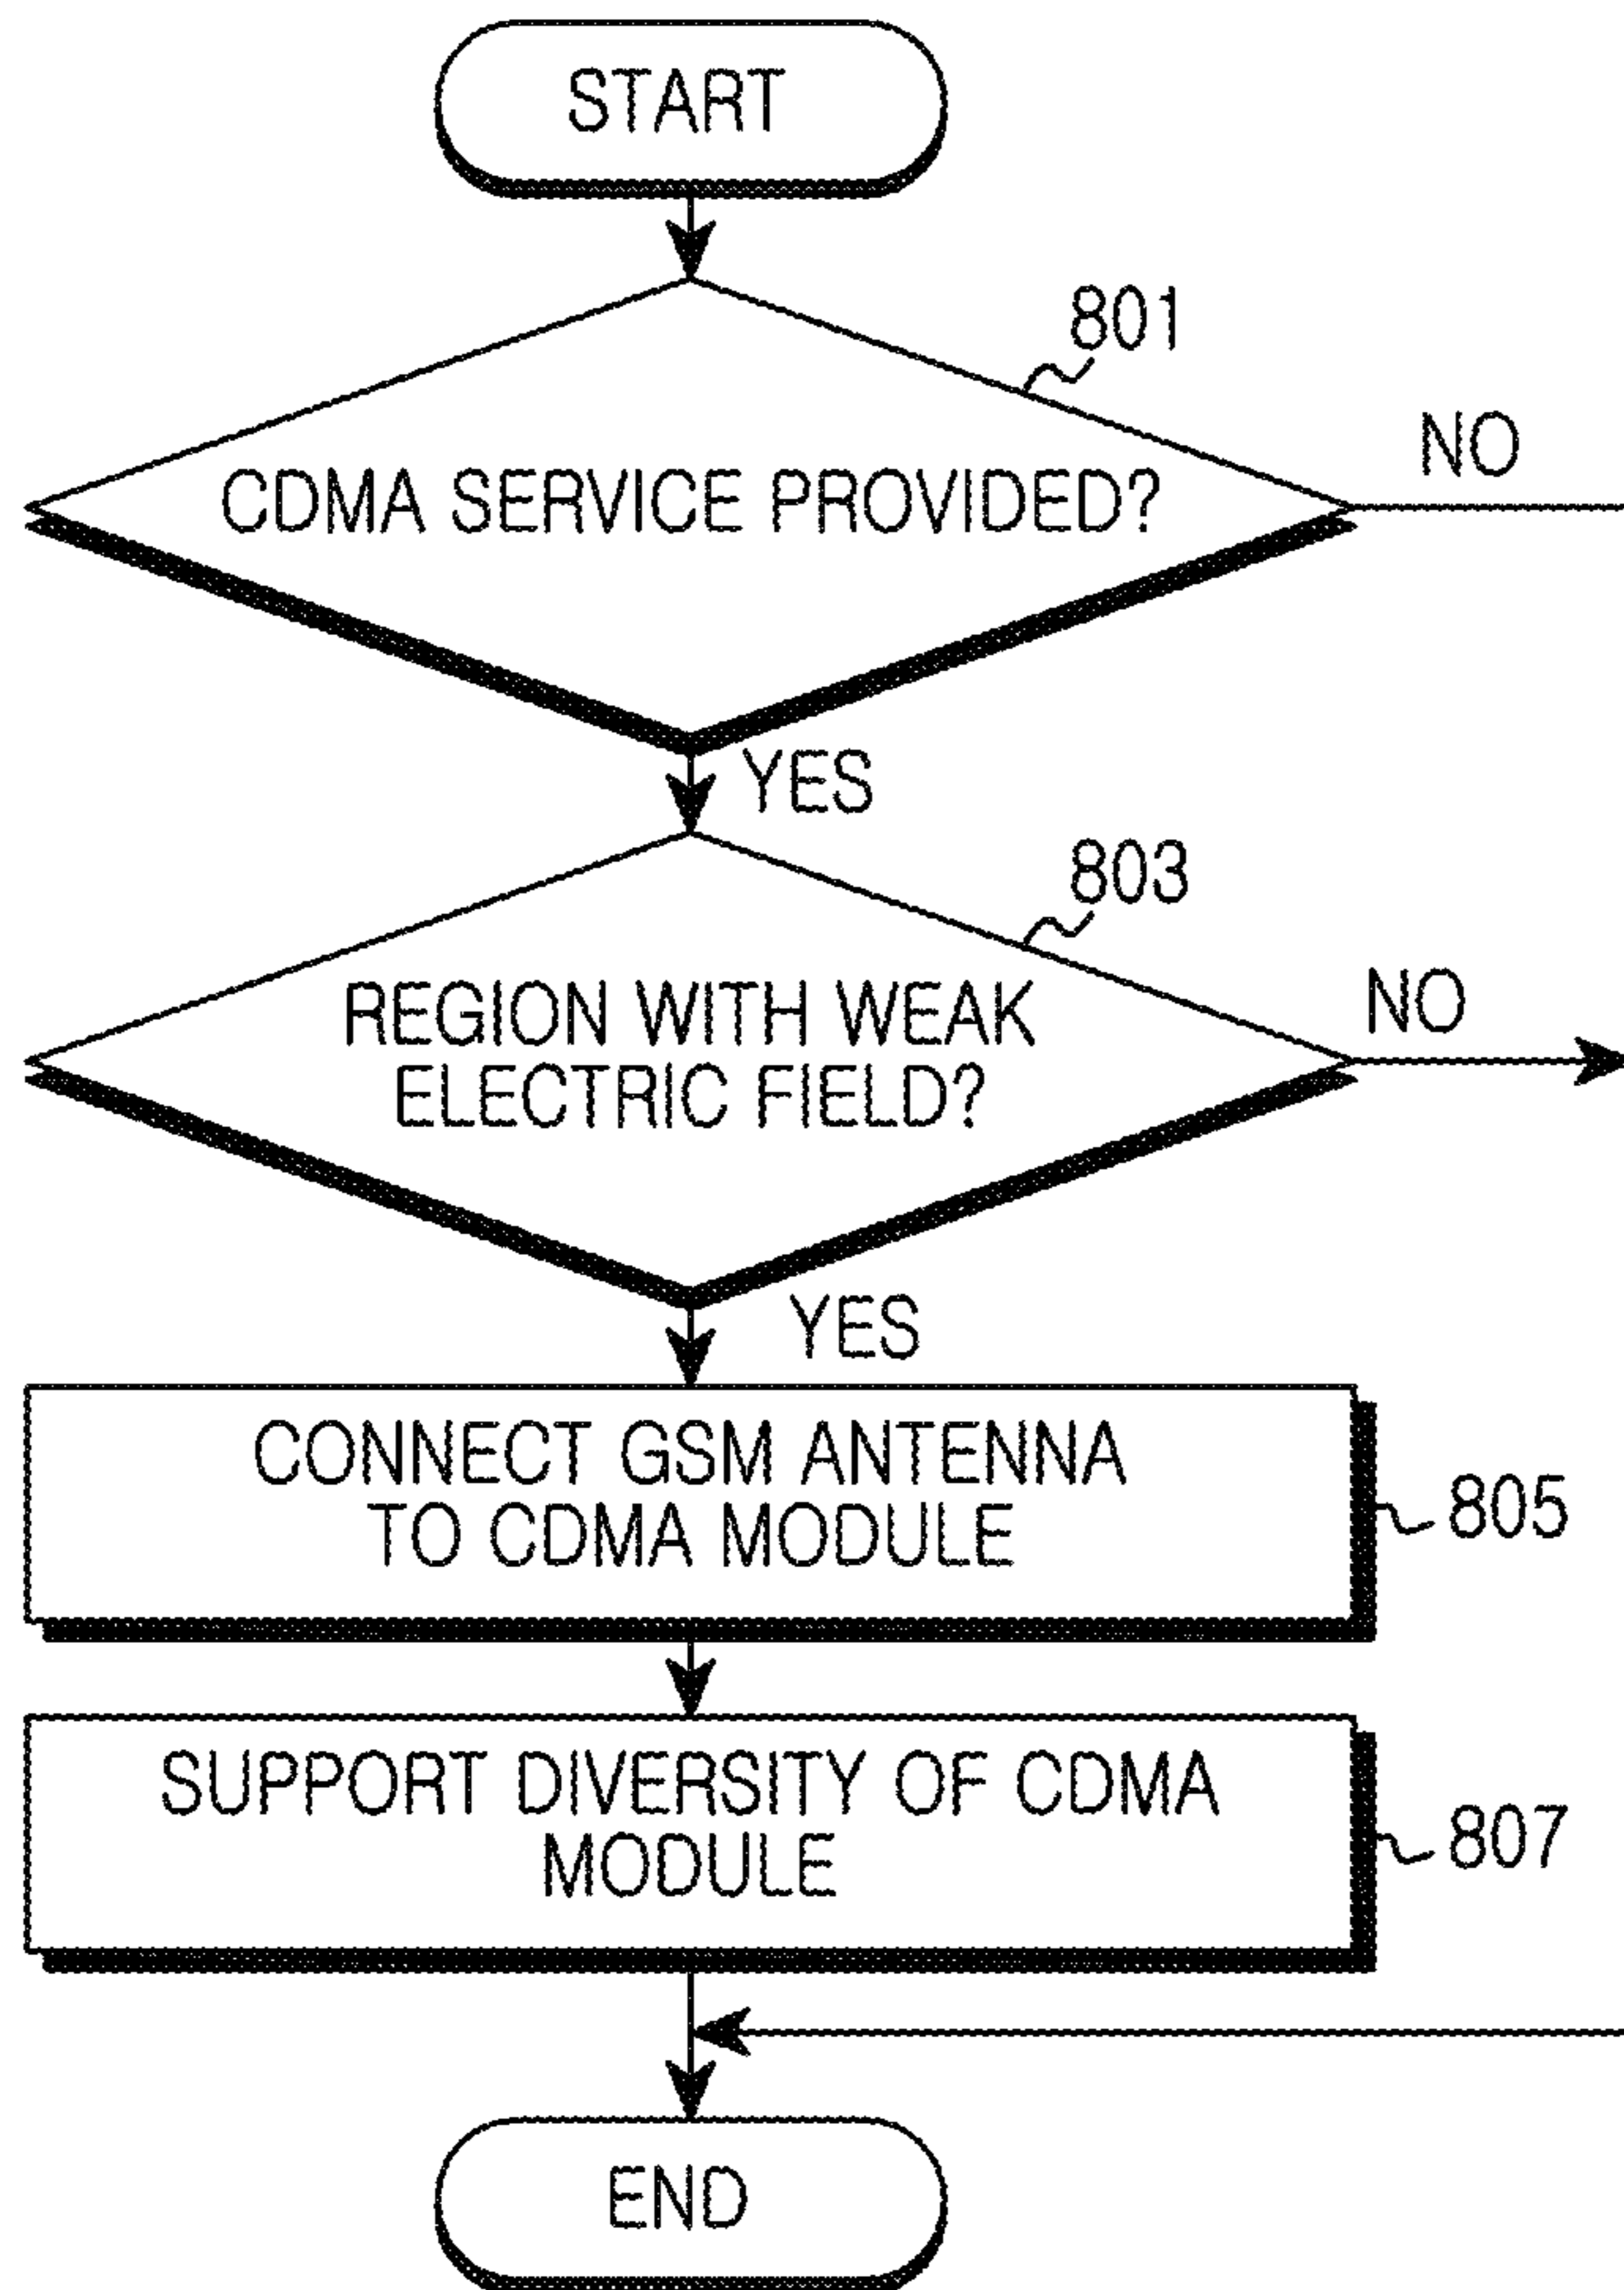 START
801
CDMA SERVICE PROVIDED?
NO
YES
803
REGION WITH WEAK
ELECTRIC FIELD?
NO
YES
CONNECT GSM ANTENNA
TO CDMA MODULE
805
SUPPORT DIVERSITY OF CDMA
MODULE
807
END